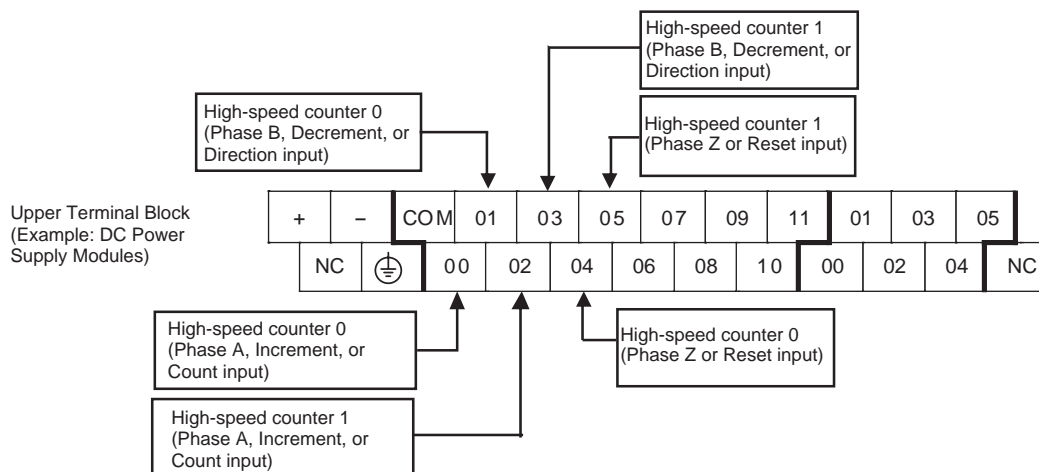 High-speed counter 1
(Phase B, Decrement, or
Direction input)
High-speed counter 0
(Phase B, Decrement, or
Direction input)
High-speed counter 1
(Phase Z or Reset input)
Upper Terminal Block
(Example: DC Power
Supply Modules)
+ – COM 01 03 05 07 09 11 01 03 05
NC 00 02 04 06 08 10 00 02 04 NC
High-speed counter 0
(Phase A, Increment, or
Count input)
High-speed counter 0
(Phase Z or Reset input)
High-speed counter 1
(Phase A, Increment, or
Count input)